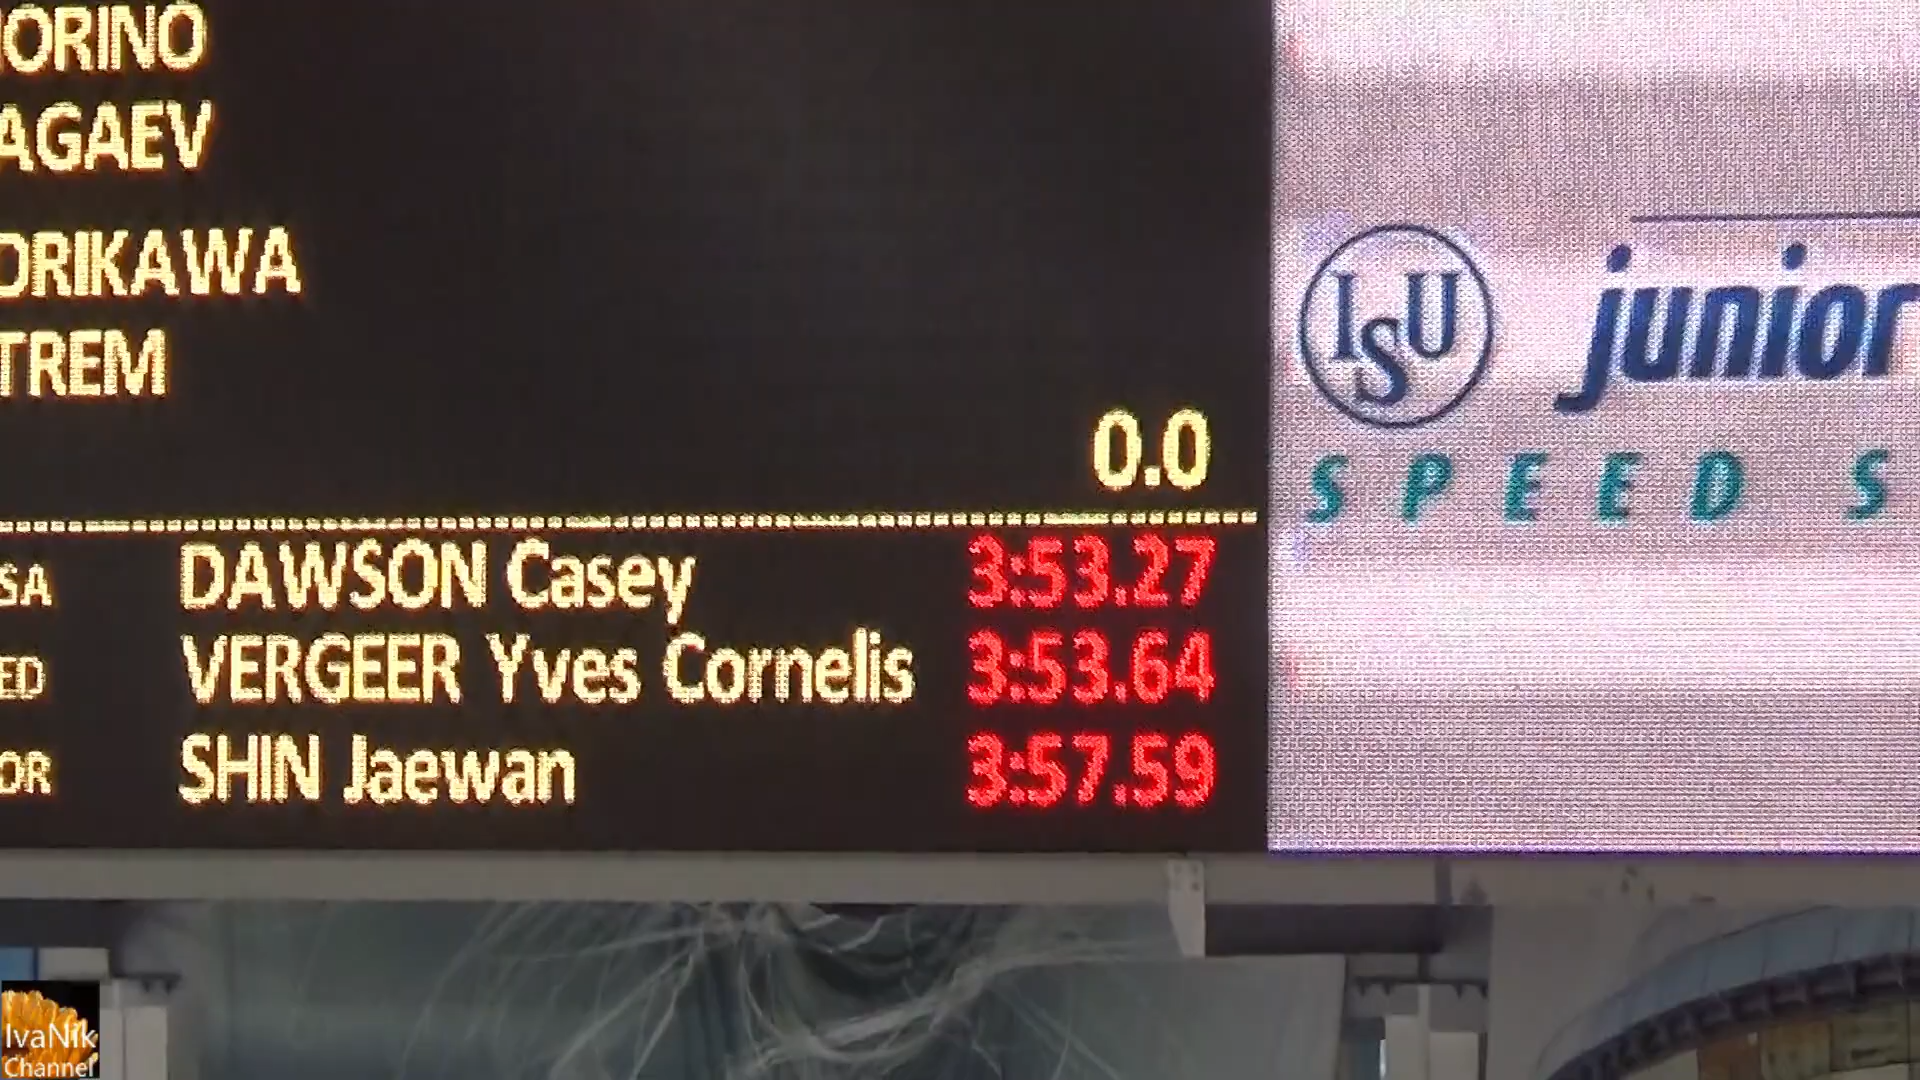 IORINO
AGAEV
ORIKAWA
TREM
0.0
SA DAWSON Casey 3:53.27
ED VERGEER Yves Cornelis 3:53.64
OR SHIN Jaewan 3:57.59
ISU junior
SPEED S
IvaNik
Channel